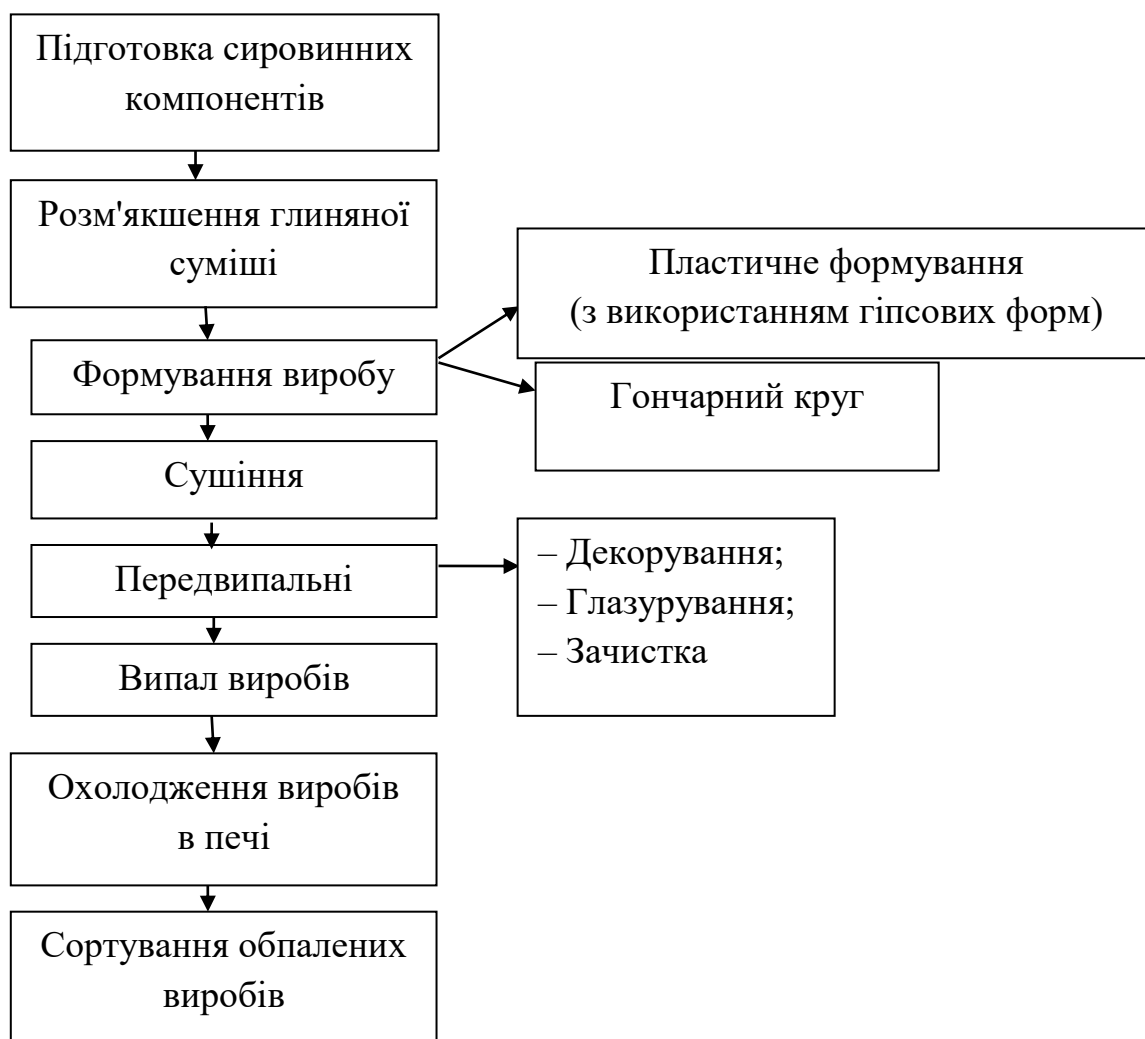 Підготовка сировинних
компонентів
Розм'якшення глиняної
суміші
Пластичне формування
(з використанням гіпсових форм)
Формування виробу
Гончарний круг
Сушіння
Передвипальні
– Декорування;
– Глазурування;
– Зачистка
Випал виробів
Охолодження виробів
в печі
Сортування обпалених
виробів